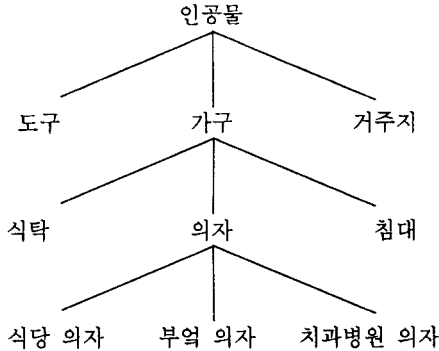 인공물
도구 가구 거주지
식탁 의자 침대
식당 의자 부엌 의자 치과병원 의자